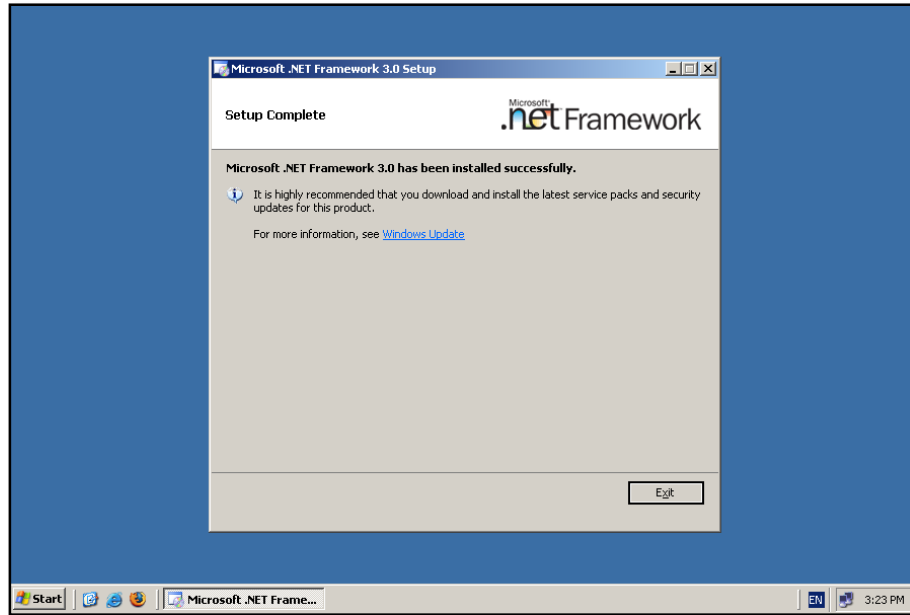 Microsoft .NET Framework 3.0 Setup
Setup Complete
Microsoft
.net Framework
Microsoft .NET Framework 3.0 has been installed successfully.
It is highly recommended that you download and install the latest service packs and security
updates for this product.
For more information, see Windows Update
Exit
Start
Microsoft .NET Frame...
EN
3:23 PM